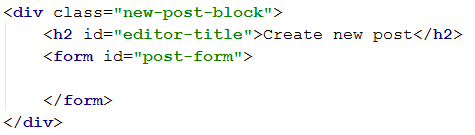 <div class="new-post-block">
    <h2 id="editor-title">Create new post</h2>
    <form id="post-form">

    </form>
</div>